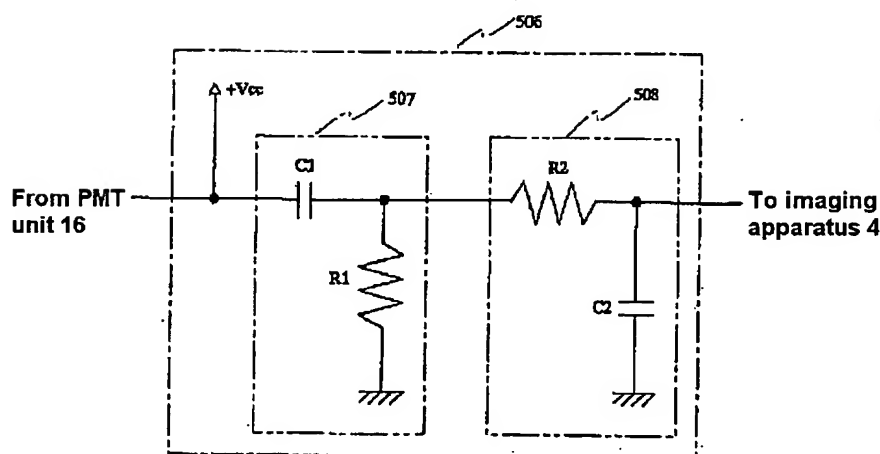 506
+Vcc
507
508
C1
R2
From PMT
unit 16
To imaging
apparatus 4
R1
C2